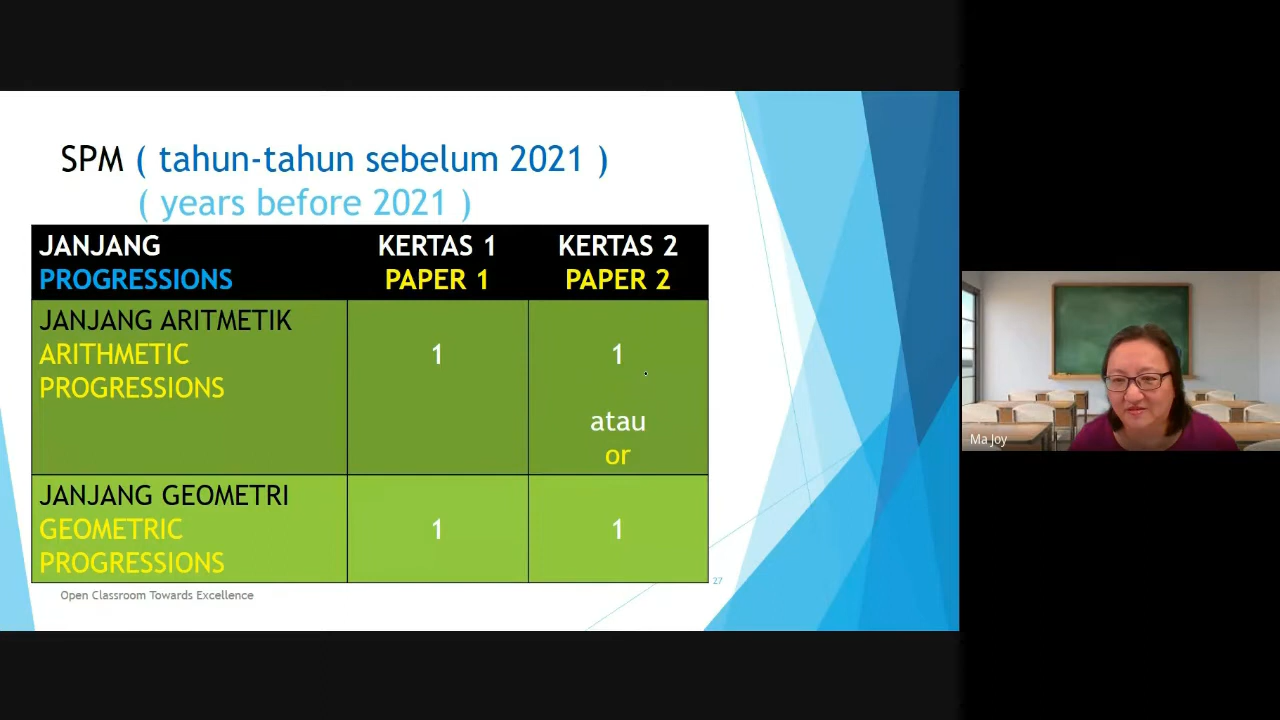 SPM ( tahun-tahun sebelum 2021 )
( years before 2021 )
JANJANG KERTAS 1 KERTAS 2
PROGRESSIONS PAPER 1 PAPER 2
JANJANG ARITMETIK
ARITHMETIC 1 1
PROGRESSIONS
atau
or
JANJANG GEOMETRI
GEOMETRIC 1 1
PROGRESSIONS
27
Open Classroom Towards Excellence
Ma Joy